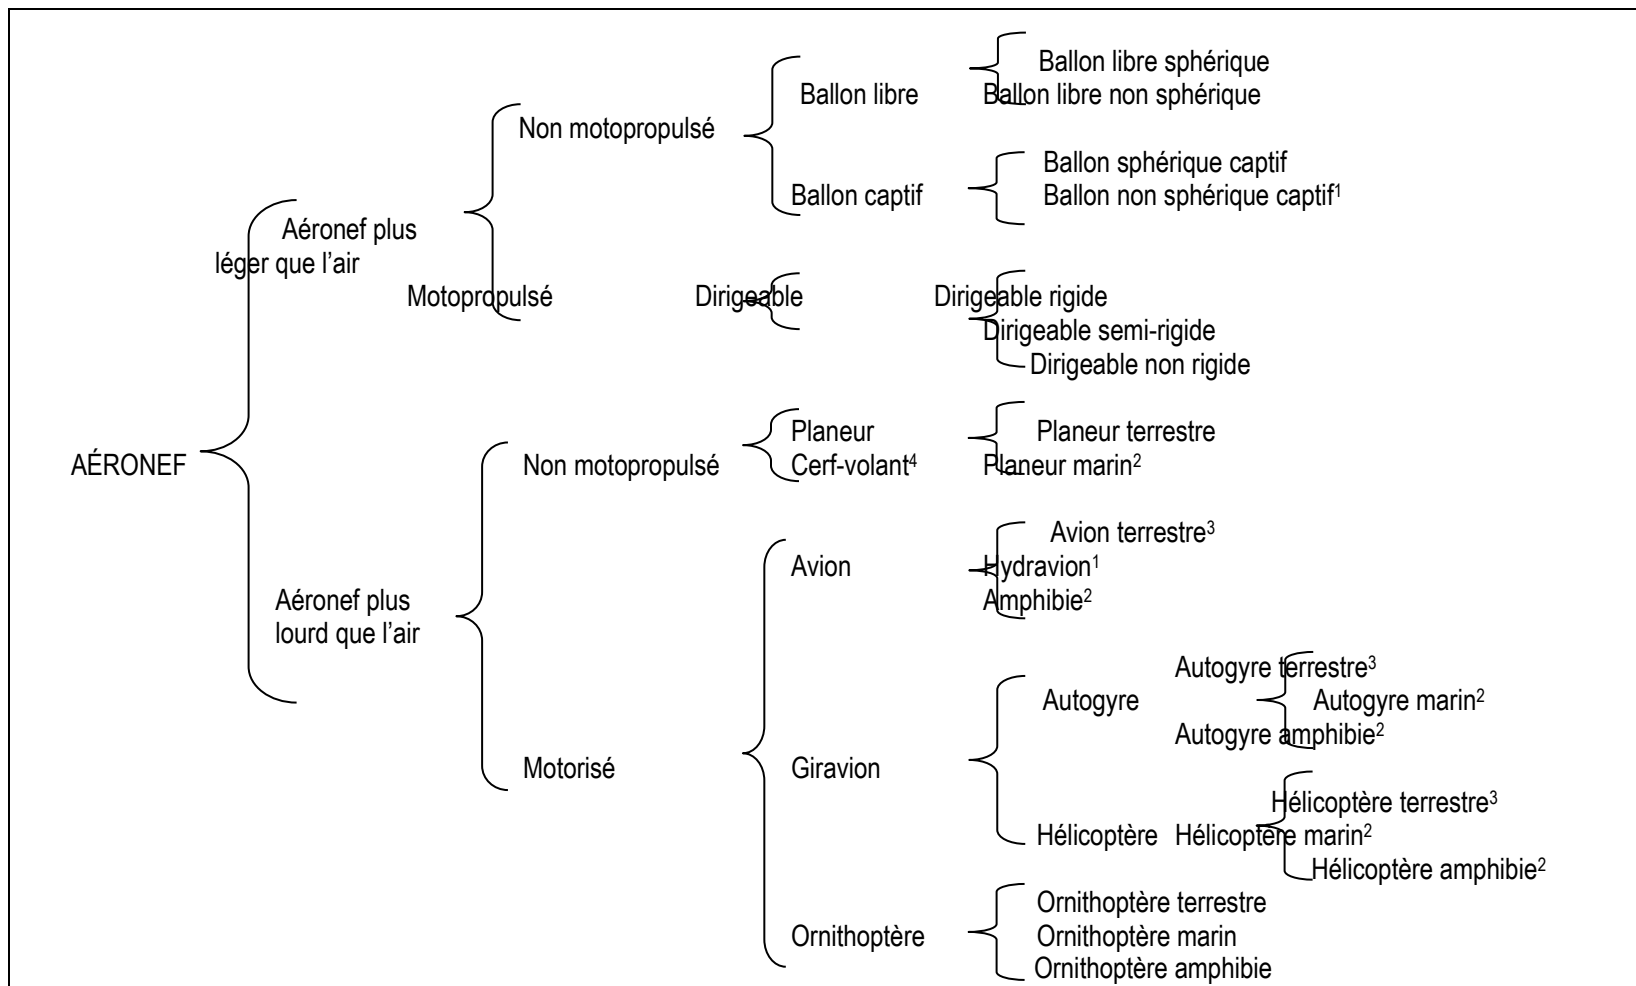 Ballon libre sphérique
Ballon libre Ballon libre non sphérique
Non motopropulsé
Ballon sphérique captif
Ballon captif Ballon non sphérique captif¹
Aéronef plus
léger que l’air
Motopropulsé Dirigeable Dirigeable rigide
Dirigeable semi-rigide
Dirigeable non rigide
Planeur Planeur terrestre
AÉRONEF Non motopropulsé Cerf-volant⁴ Planeur marin²
Avion terrestre³
Avion Hydravion¹
Aéronef plus Amphibie²
lourd que l’air
Autogyre terrestre³
Autogyre Autogyre marin²
Autogyre amphibie²
Motorisé Giravion
Hélicoptère terrestre³
Hélicoptère Hélicoptère marin²
Hélicoptère amphibie²
Ornithoptère terrestre
Ornithoptère Ornithoptère marin
Ornithoptère amphibie